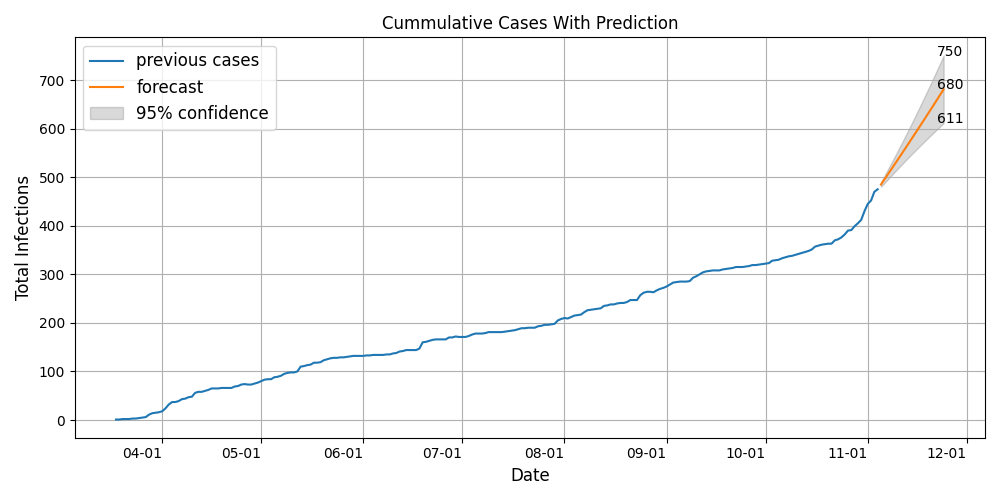 Cummulative Cases With Prediction
previous cases
forecast
95% confidence
750
680
611
Total Infections
700
600
500
400
300
200
100
0
04-01 05-01 06-01 07-01 08-01 09-01 10-01 11-01 12-01
Date